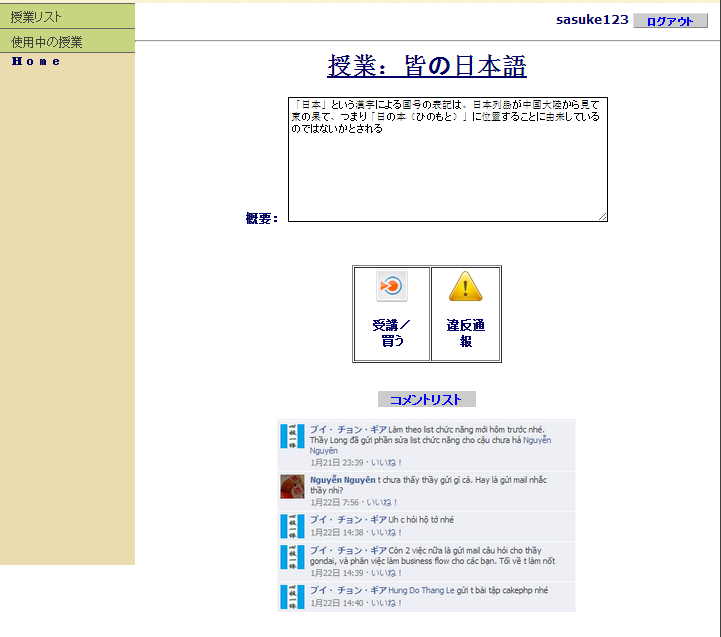 授業リスト
使用中の授業
Ｈｏｍｅ
sasuke123 ログアウト
授業：皆の日本語
「日本」という漢字による国号の表記は、日本列島が中国大陸から見て
東の果て、つまり「日の本（ひのもと）」に位置することに由来している
のではないかとされる
概要：
受講／
買う
違反通
報
コメントリスト
ブイ・ チョン・ギア Làm theo list chức năng mới hôm trước nhé.
Thầy Long đã gửi phần sửa list chức năng cho cậu chưa hả Nguyễn
Nguyên
1月21日 23:39・いいね！
Nguyễn Nguyên t chưa thấy thầy gửi gì cả. Hay là gửi mail nhắc
thầy nhỉ?
1月22日 7:56・いいね！
ブイ・ チョン・ギア Uh c hỏi hộ tớ nhé
1月22日 14:38・いいね！
ブイ・ チョン・ギア Còn 2 việc nữa là gửi mail câu hỏi cho thầy
gondai, và phân việc làm business flow cho các bạn. Tối về t làm nốt
1月22日 14:39・いいね！
ブイ・ チョン・ギア Hung Do Thang Le gửi t bài tập cakephp nhé
1月22日 14:40・いいね！